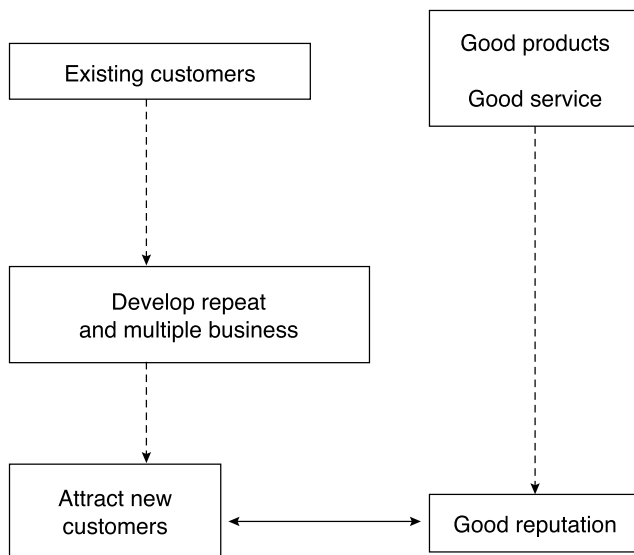 Existing customers
Good products
Good service
Develop repeat
and multiple business
Attract new
customers
Good reputation